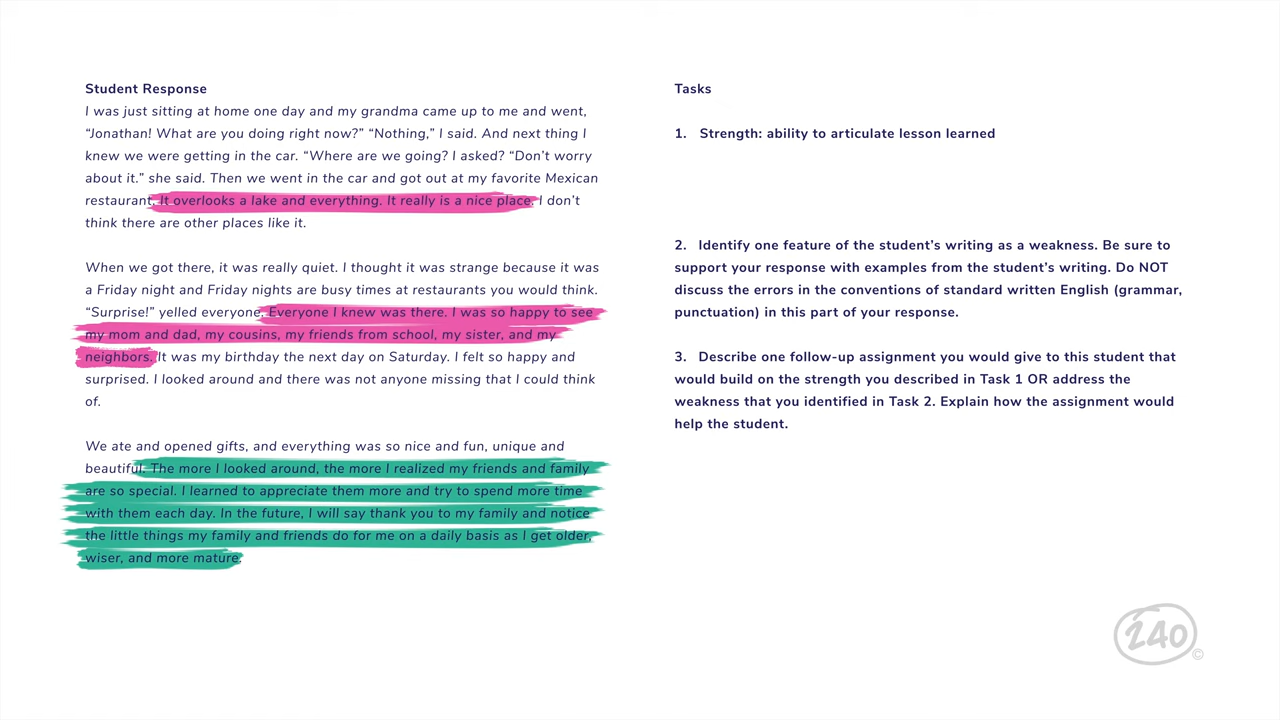 Student Response
I was just sitting at home one day and my grandma came up to me and went,
“Jonathan! What are you doing right now?” “Nothing,” I said. And next thing I
knew we were getting in the car. “Where are we going? I asked? “Don’t worry
about it.” she said. Then we went in the car and got out at my favorite Mexican
restaurant. It overlooks a lake and everything. It really is a nice place. I don’t
think there are other places like it.
When we got there, it was really quiet. I thought it was strange because it was
a Friday night and Friday nights are busy times at restaurants you would think.
“Surprise!” yelled everyone. Everyone I knew was there. I was so happy to see
my mom and dad, my cousins, my friends from school, my sister, and my
neighbors. It was my birthday the next day on Saturday. I felt so happy and
surprised. I looked around and there was not anyone missing that I could think
of.
We ate and opened gifts, and everything was so nice and fun, unique and
beautiful. The more I looked around, the more I realized my friends and family
are so special. I learned to appreciate them more and try to spend more time
with them each day. In the future, I will say thank you to my family and notice
the little things my family and friends do for me on a daily basis as I get older,
wiser, and more mature.
Tasks
1. Strength: ability to articulate lesson learned
2. Identify one feature of the student’s writing as a weakness. Be sure to
support your response with examples from the student’s writing. Do NOT
discuss the errors in the conventions of standard written English (grammar,
punctuation) in this part of your response.
3. Describe one follow-up assignment you would give to this student that
would build on the strength you described in Task 1 OR address the
weakness that you identified in Task 2. Explain how the assignment would
help the student.
240 ©